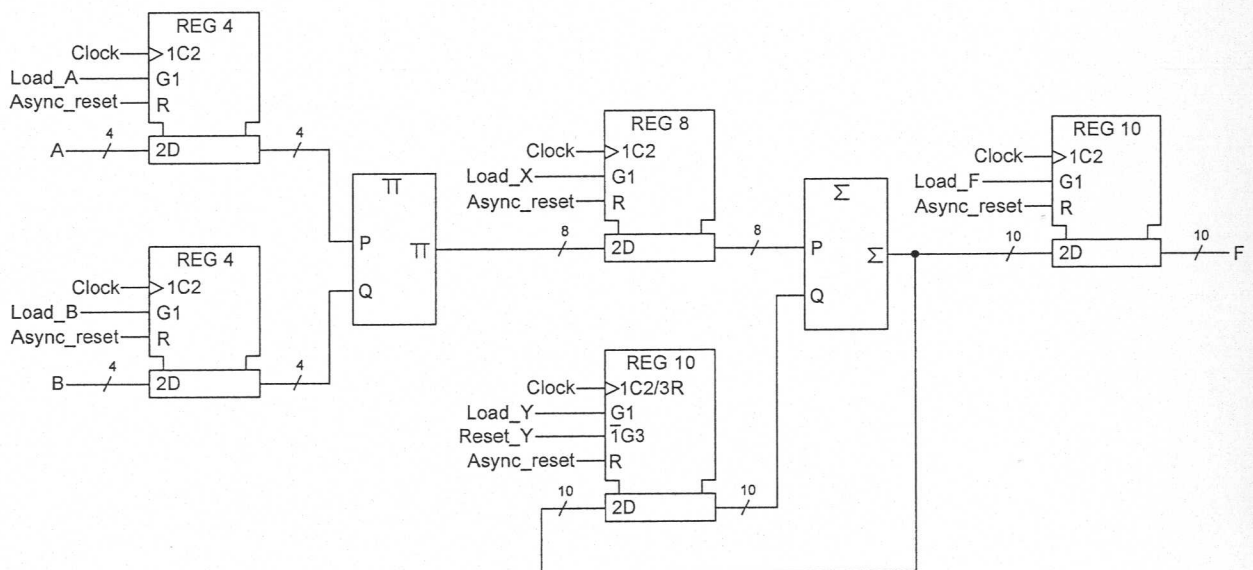 REG 4
Clock 1C2
Load_A G1
Async_reset R
A 4 2D 4
REG 4
Clock 1C2
Load_B G1
Async_reset R
B 4 2D 4
Π
P Π
Q
REG 8
Clock 1C2
Load_X G1
Async_reset R
8 2D 8
REG 10
Clock 1C2/3R
Load_Y G1
Reset_Y 1̅G3
Async_reset R
10 2D 10
Σ
P Σ
Q
REG 10
Clock 1C2
Load_F G1
Async_reset R
10 2D 10 F